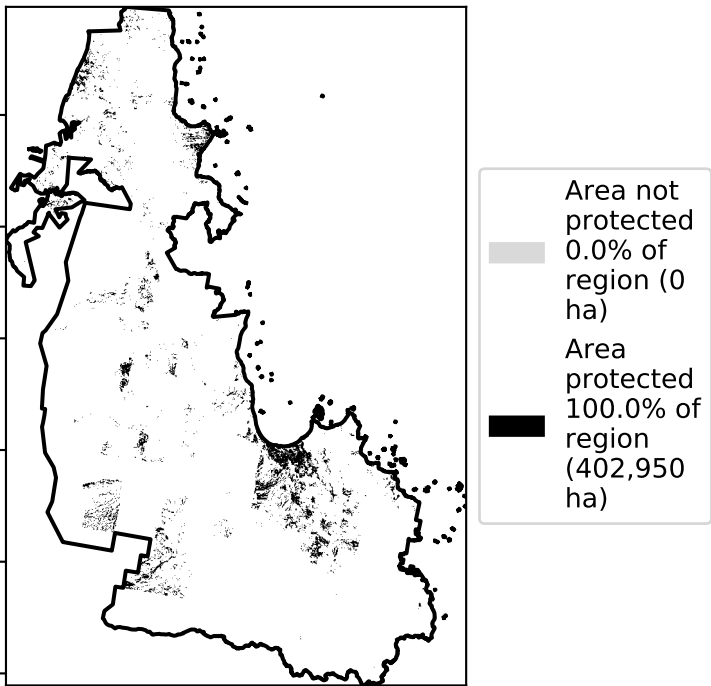 Area not
protected
0.0% of
region (0
ha)
Area
protected
100.0% of
region
(402,950
ha)